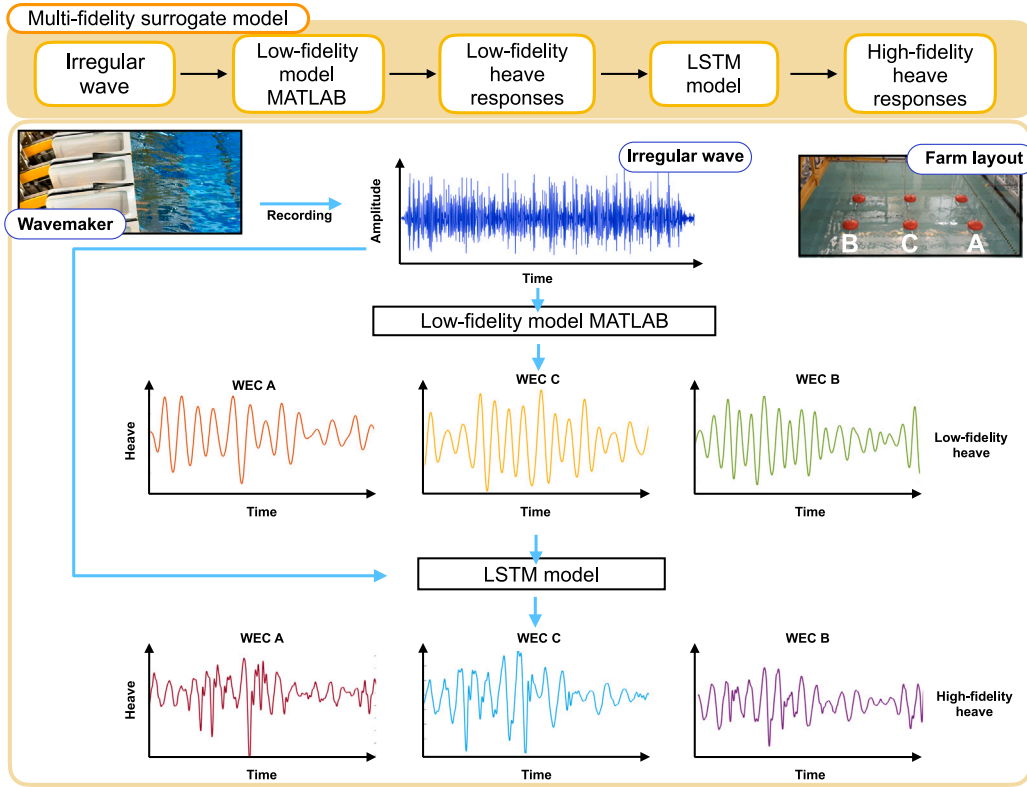 Multi-fidelity surrogate model
Irregular
wave
Low-fidelity
model
MATLAB
Low-fidelity
heave
responses
LSTM
model
High-fidelity
heave
responses
Wavemaker
Recording
Irregular wave
Amplitude
Time
Farm layout
B C A
Low-fidelity model MATLAB
WEC A
Heave
Time
WEC C
Time
WEC B
Time
Low-fidelity
heave
LSTM model
WEC A
Heave
Time
WEC C
Time
WEC B
Time
High-fidelity
heave